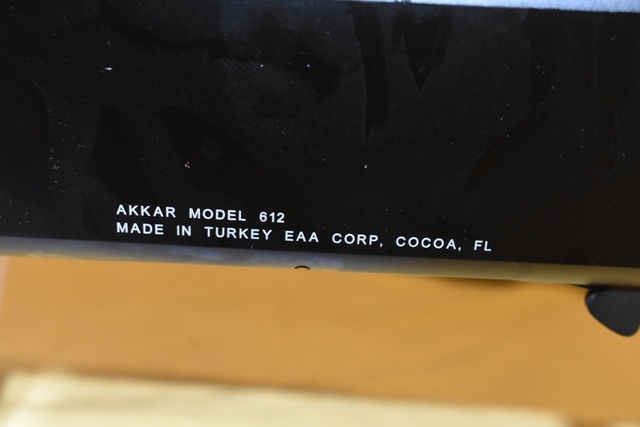 AKKAR MODEL 612
MADE IN TURKEY EAA CORP, COCOA, FL